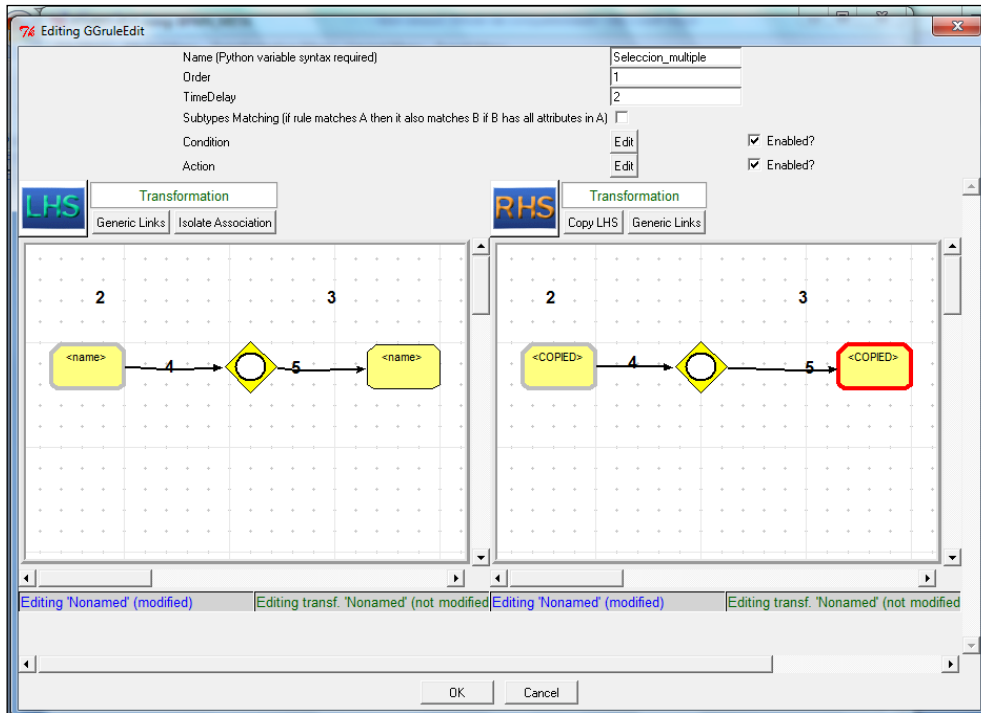 Editing GGruleEdit
Name (Python variable syntax required) Seleccion_multiple
Order 1
TimeDelay 2
Subtypes Matching (if rule matches A then it also matches B if B has all attributes in A)
Condition Edit Enabled?
Action Edit Enabled?
LHS Transformation
Generic Links Isolate Association
RHS Transformation
Copy LHS Generic Links
2 3
<name> 4 5 <name>
2 3
<COPIED> 4 5 <COPIED>
Editing 'Nonamed' (modified) Editing transf. 'Nonamed' (not modified Editing 'Nonamed' (modified) Editing transf. 'Nonamed' (not modified
OK Cancel